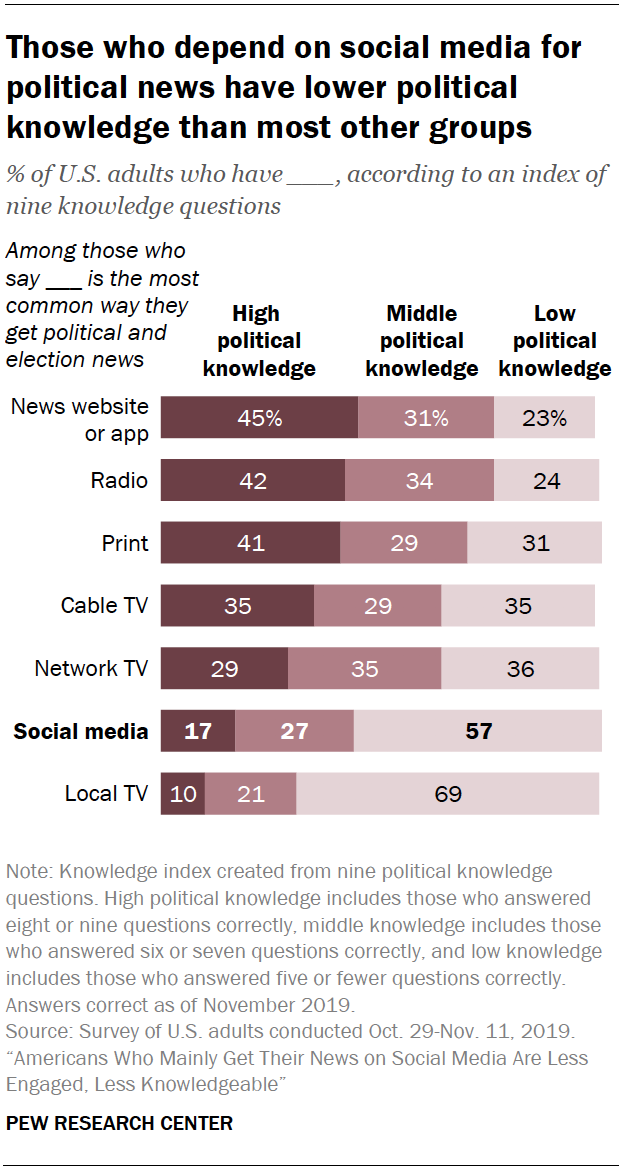 Those who depend on social media for
political news have lower political
knowledge than most other groups
% of U.S. adults who have ___, according to an index of
nine knowledge questions
Among those who
say ___ is the most
common way they
get political and
election news
High
political
knowledge
Middle
political
knowledge
Low
political
knowledge
News website
or app
45%
31%
23%
Radio
42
34
24
Print
41
29
31
Cable TV
35
29
35
Network TV
29
35
36
Social media
17
27
57
Local TV
10
21
69
Note: Knowledge index created from nine political knowledge
questions. High political knowledge includes those who answered
eight or nine questions correctly, middle knowledge includes those
who answered six or seven questions correctly, and low knowledge
includes those who answered five or fewer questions correctly.
Answers correct as of November 2019.
Source: Survey of U.S. adults conducted Oct. 29-Nov. 11, 2019.
“Americans Who Mainly Get Their News on Social Media Are Less
Engaged, Less Knowledgeable”
PEW RESEARCH CENTER